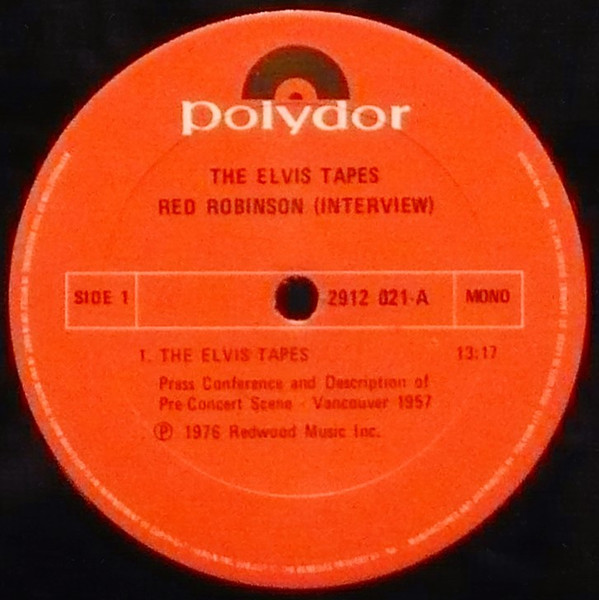 polydor
THE ELVIS TAPES
RED ROBINSON (INTERVIEW)
SIDE 1
2912 021-A
MONO
1. THE ELVIS TAPES 13:17
Press Conference and Description of
Pre-Concert Scene - Vancouver 1957
Ⓟ 1976 Redwood Music Inc.